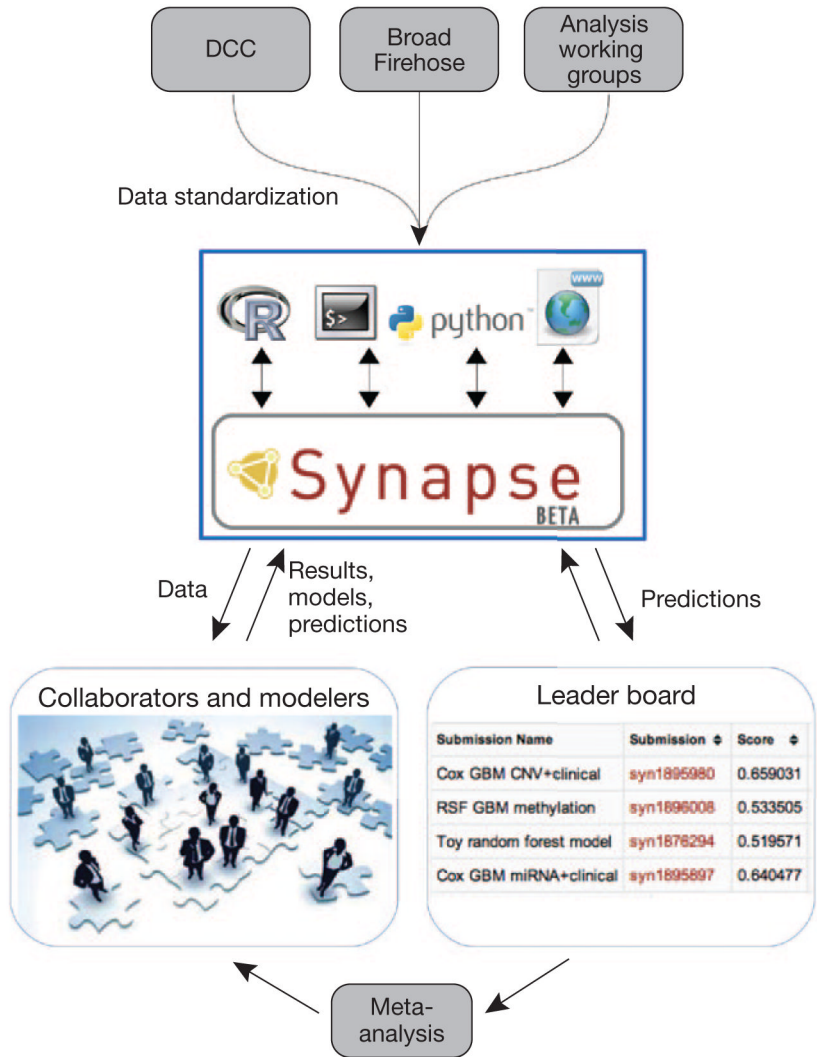 DCC
Broad
Firehose
Analysis
working
groups
Data standardization
R
$>
python™
www
Synapse
BETA
Data
Results,
models,
predictions
Predictions
Collaborators and modelers
Leader board
Submission Name Submission Score
Cox GBM CNV+clinical syn1895980 0.659031
RSF GBM methylation syn1896008 0.533505
Toy random forest model syn1876294 0.519571
Cox GBM miRNA+clinical syn1895897 0.640477
Meta-
analysis